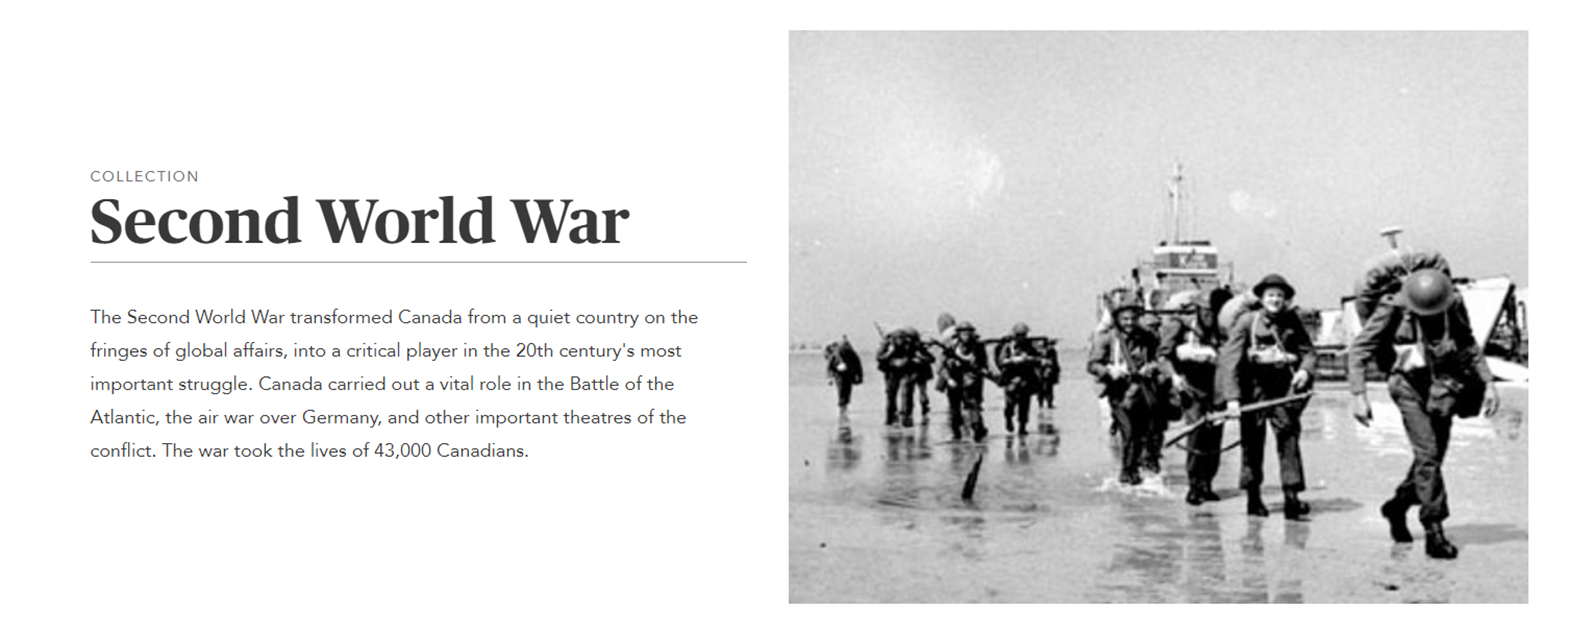 COLLECTION
Second World War
The Second World War transformed Canada from a quiet country on the
fringes of global affairs, into a critical player in the 20th century's most
important struggle. Canada carried out a vital role in the Battle of the
Atlantic, the air war over Germany, and other important theatres of the
conflict. The war took the lives of 43,000 Canadians.